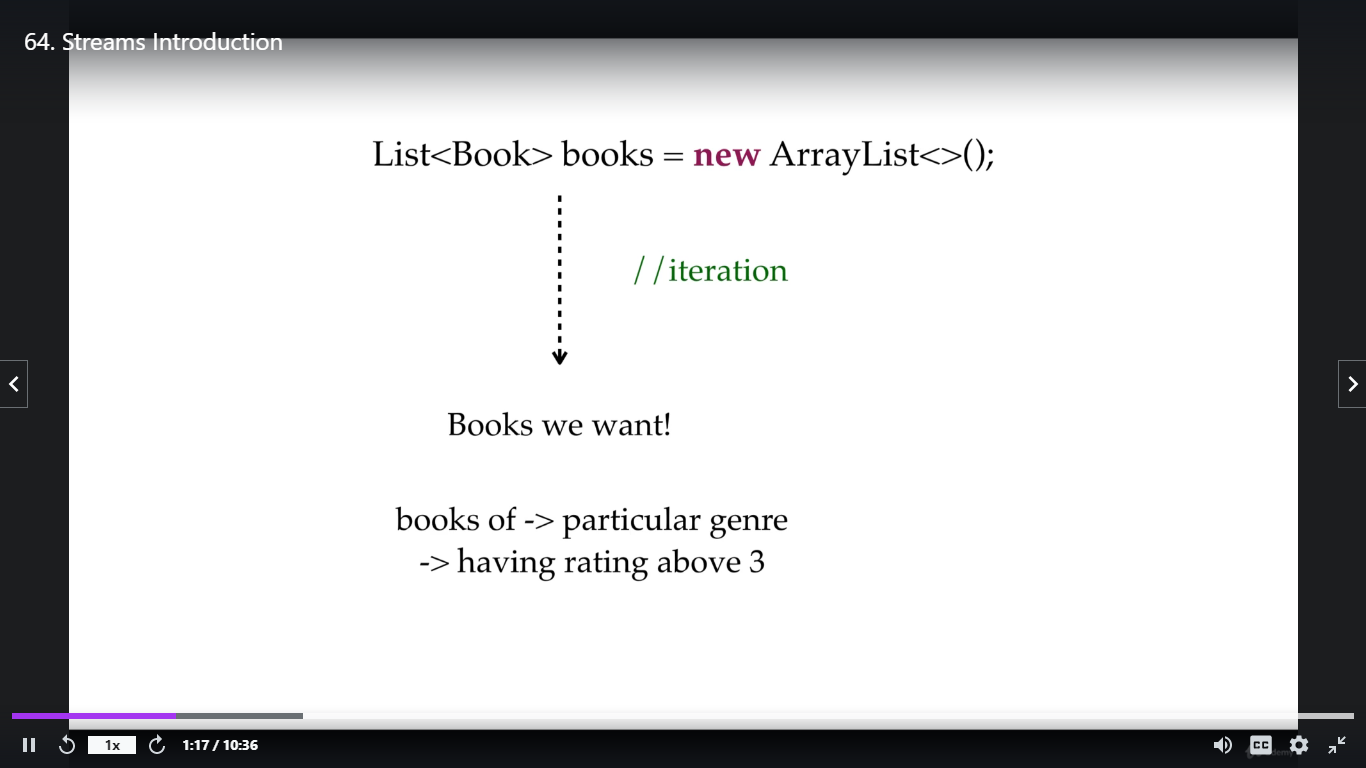 64. Streams Introduction
List<Book> books = new ArrayList<>();
//iteration
Books we want!
books of -> particular genre
-> having rating above 3
1x
1:17 / 10:36
CC